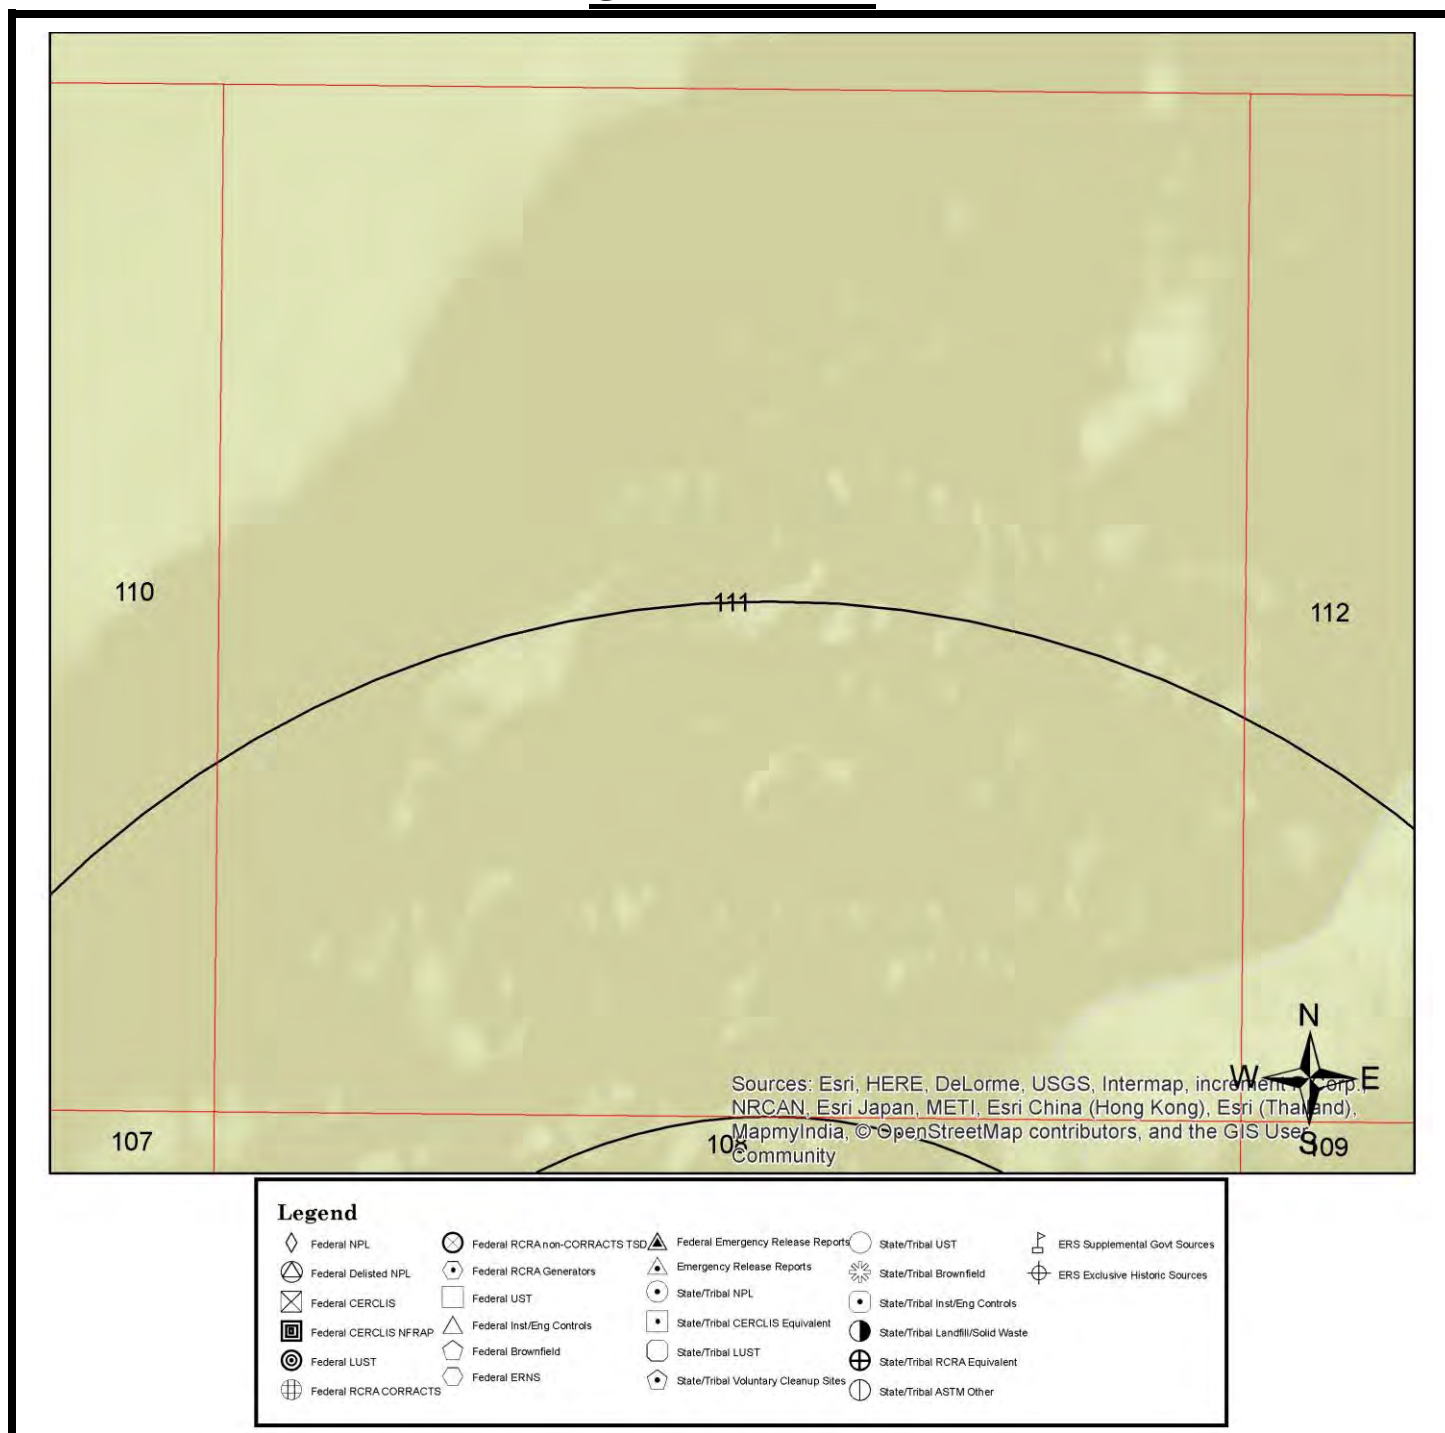 110
111
112
N
W E
S
Sources: Esri, HERE, DeLorme, USGS, Intermap, increment P Corp.,
NRCAN, Esri Japan, METI, Esri China (Hong Kong), Esri (Thailand),
MapmyIndia, © OpenStreetMap contributors, and the GIS User
Community
107
108
109
Legend
Federal NPL
Federal Delisted NPL
Federal CERCLIS
Federal CERCLIS NFRAP
Federal LUST
Federal RCRA CORRACTS
Federal RCRA non-CORRACTS TSD
Federal RCRA Generators
Federal UST
Federal Inst/Eng Controls
Federal Brownfield
Federal ERNS
Federal Emergency Release Reports
Emergency Release Reports
State/Tribal NPL
State/Tribal CERCLIS Equivalent
State/Tribal LUST
State/Tribal Voluntary Cleanup Sites
State/Tribal UST
State/Tribal Brownfield
State/Tribal Inst/Eng Controls
State/Tribal Landfill/Solid Waste
State/Tribal RCRA Equivalent
State/Tribal ASTM Other
ERS Supplemental Govt Sources
ERS Exclusive Historic Sources